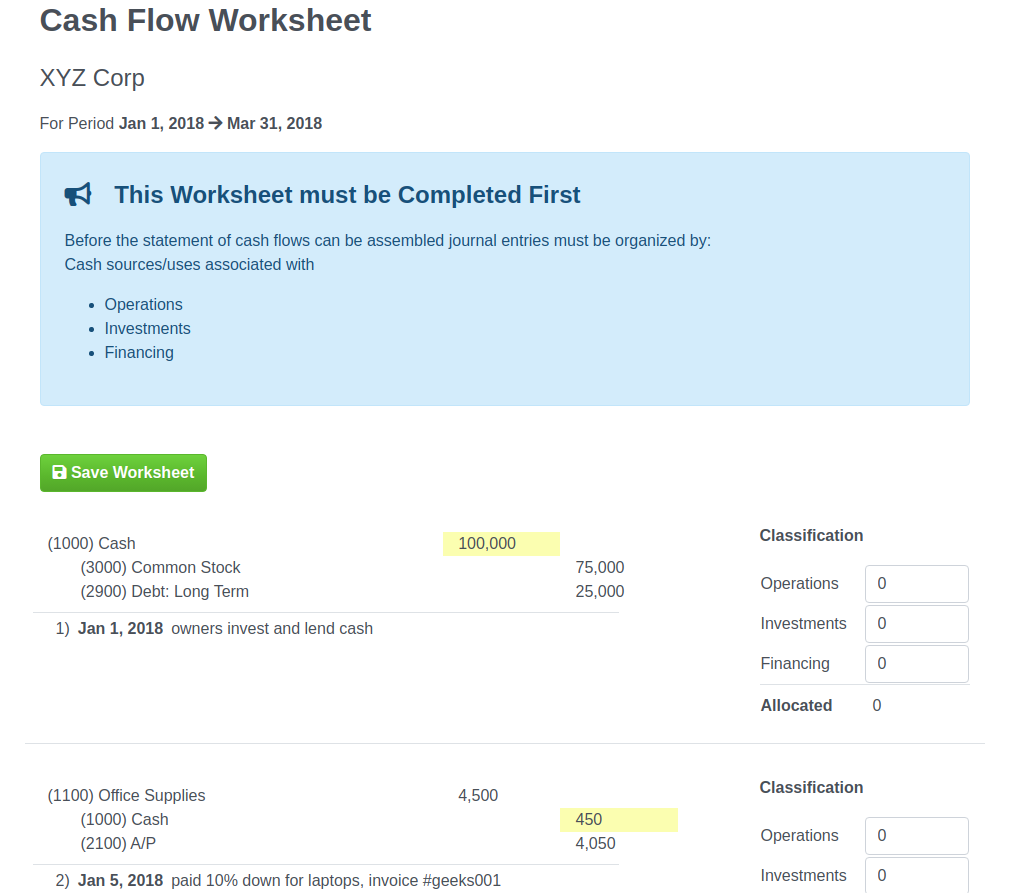 Cash Flow Worksheet
XYZ Corp
For Period Jan 1, 2018 → Mar 31, 2018
This Worksheet must be Completed First
Before the statement of cash flows can be assembled journal entries must be organized by:
Cash sources/uses associated with
• Operations
• Investments
• Financing
Save Worksheet
(1000) Cash 100,000
(3000) Common Stock 75,000
(2900) Debt: Long Term 25,000
1) Jan 1, 2018 owners invest and lend cash
Classification
Operations 0
Investments 0
Financing 0
Allocated 0
(1100) Office Supplies 4,500
(1000) Cash 450
(2100) A/P 4,050
2) Jan 5, 2018 paid 10% down for laptops, invoice #geeks001
Classification
Operations 0
Investments 0